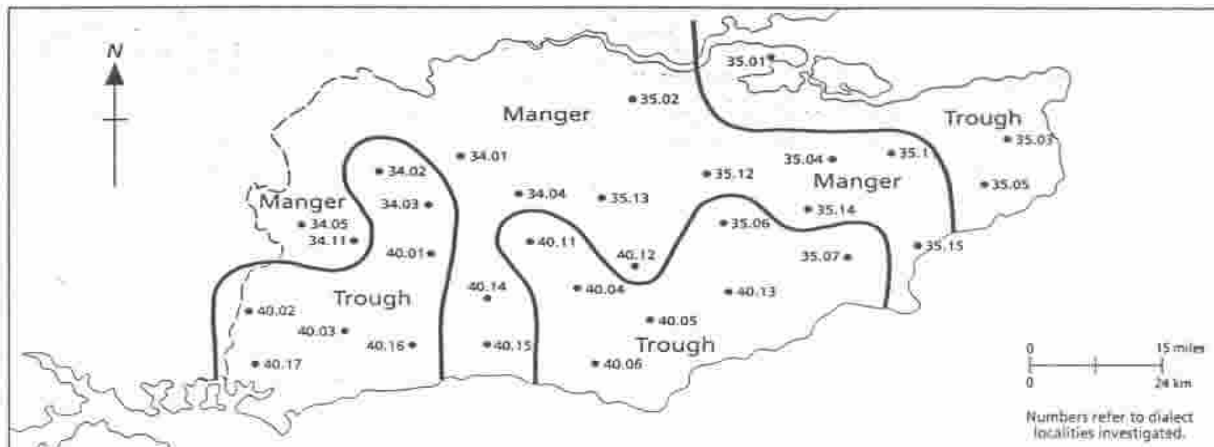 N
35.01
35.02
Manger
Trough
35.03
34.01
35.04
35.1
34.02
35.12
Manger
35.05
Manger
34.03
34.04
35.13
35.14
34.05
34.11
40.01
40.11
40.12
35.06
35.07
35.15
40.02
Trough
40.14
40.04
40.13
40.03
40.16
40.15
40.05
Trough
40.17
40.06
0 15 miles
0 24 km
Numbers refer to dialect
localities investigated.